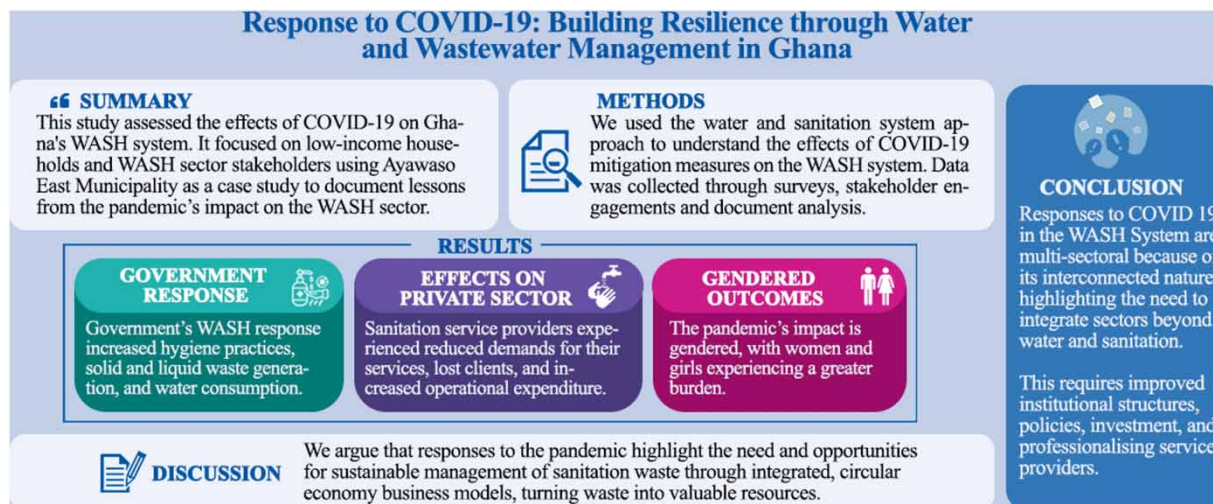 Response to COVID-19: Building Resilience through Water
and Wastewater Management in Ghana
“ SUMMARY
This study assessed the effects of COVID-19 on Gha-
na's WASH system. It focused on low-income house-
holds and WASH sector stakeholders using Ayawaso
East Municipality as a case study to document lessons
from the pandemic’s impact on the WASH sector.
METHODS
We used the water and sanitation system ap-
proach to understand the effects of COVID-19
mitigation measures on the WASH system. Data
was collected through surveys, stakeholder en-
gagements and document analysis.
RESULTS
GOVERNMENT
RESPONSE
Government’s WASH response
increased hygiene practices,
solid and liquid waste genera-
tion, and water consumption.
EFFECTS ON
PRIVATE SECTOR
Sanitation service providers expe-
rienced reduced demands for their
services, lost clients, and in-
creased operational expenditure.
GENDERED
OUTCOMES
The pandemic’s impact is
gendered, with women and
girls experiencing a greater
burden.
DISCUSSION
We argue that responses to the pandemic highlight the need and opportunities
for sustainable management of sanitation waste through integrated, circular
economy business models, turning waste into valuable resources.
CONCLUSION
Responses to COVID 19
in the WASH System are
multi-sectoral because of
its interconnected nature
highlighting the need to
integrate sectors beyond
water and sanitation.
This requires improved
institutional structures,
policies, investment, and
professionalising service
providers.